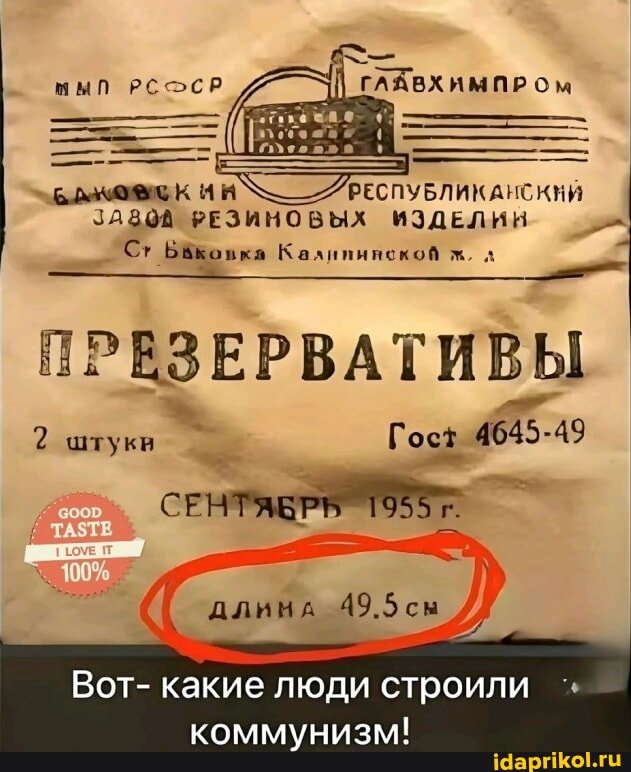 МПП РСФСР ГЛАВХИМПРОМ
БАКОВСКИЙ РЕСПУБЛИКАНСКИЙ
ЗАВОД РЕЗИНОВЫХ ИЗДЕЛИЙ
Ст Баковка Калининской ж. д
ПРЕЗЕРВАТИВЫ
2 штуки Гост 4645-49
СЕНТЯБРЬ 1955 г.
GOOD
TASTE
I LOVE IT
100%
длина 49.5 см
Вот- какие люди строили
коммунизм!
idaprikol.ru